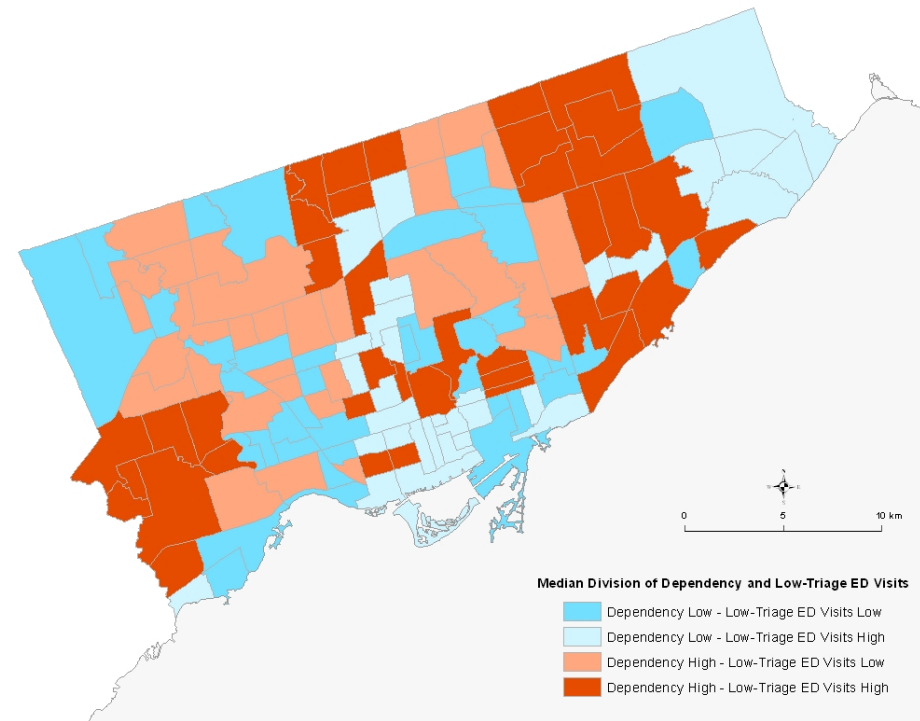 0 5 10 km
Median Division of Dependency and Low-Triage ED Visits
Dependency Low - Low-Triage ED Visits Low
Dependency Low - Low-Triage ED Visits High
Dependency High - Low-Triage ED Visits Low
Dependency High - Low-Triage ED Visits High